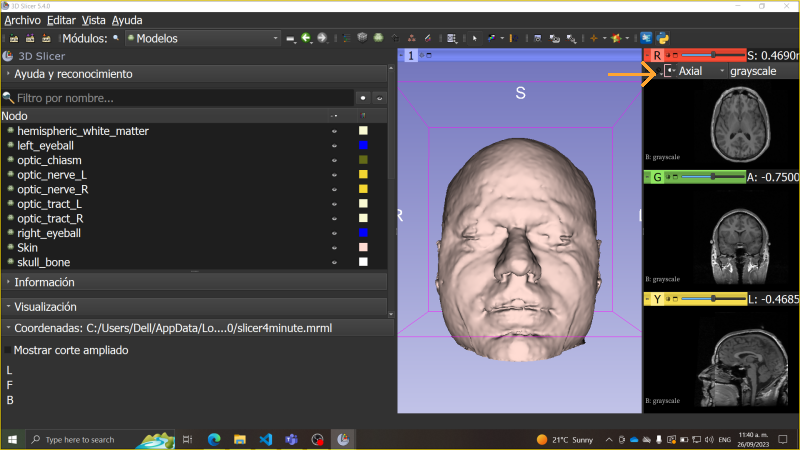 3D Slicer 5.4.0
Archivo Editar Vista Ayuda
Módulos: Modelos
3D Slicer
Ayuda y reconocimiento
Filtro por nombre...
Nodo
hemispheric_white_matter
left_eyeball
optic_chiasm
optic_nerve_L
optic_nerve_R
optic_tract_L
optic_tract_R
right_eyeball
Skin
skull_bone
Información
Visualización
Coordenadas: C:/Users/Dell/AppData/Lo....0/slicer4minute.mrml
Mostrar corte ampliado
L
F
B
1
S
R
R S: 0.4690m
Axial grayscale
B: grayscale
G A: -0.7500
B: grayscale
Y L: -0.4685
B: grayscale
Type here to search
21°C Sunny
ENG
11:40 a. m.
26/09/2023